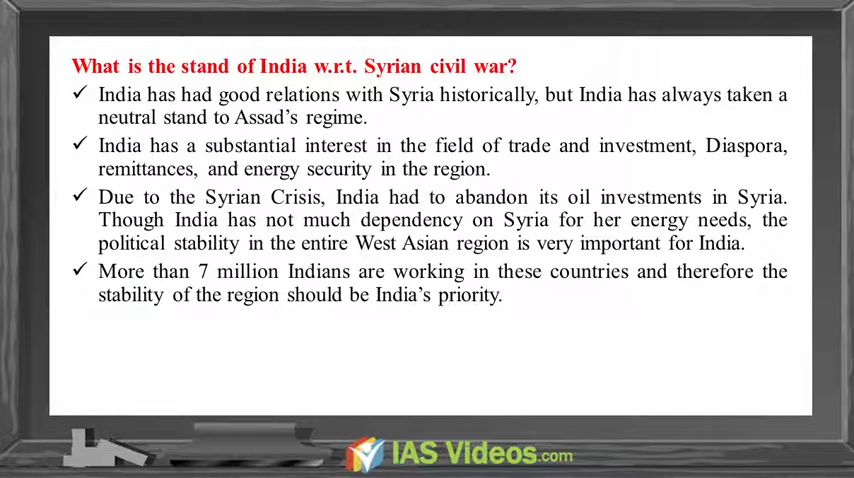 What is the stand of India w.r.t. Syrian civil war?
✓ India has had good relations with Syria historically, but India has always taken a
neutral stand to Assad's regime.
✓ India has a substantial interest in the field of trade and investment, Diaspora,
remittances, and energy security in the region.
✓ Due to the Syrian Crisis, India had to abandon its oil investments in Syria.
Though India has not much dependency on Syria for her energy needs, the
political stability in the entire West Asian region is very important for India.
✓ More than 7 million Indians are working in these countries and therefore the
stability of the region should be India's priority.
IAS Videos.com